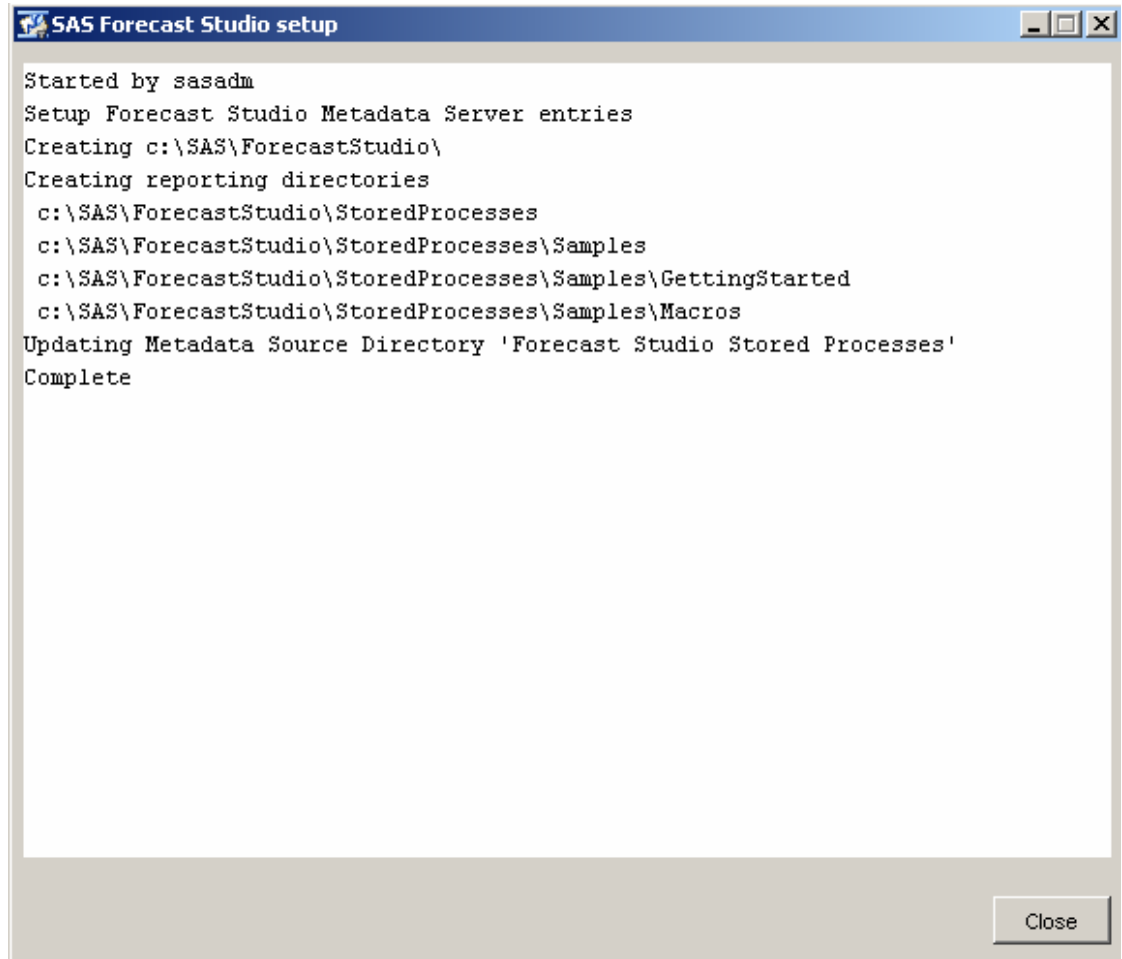 SAS Forecast Studio setup
Started by sasadm
Setup Forecast Studio Metadata Server entries
Creating c:\SAS\ForecastStudio\
Creating reporting directories
c:\SAS\ForecastStudio\StoredProcesses
c:\SAS\ForecastStudio\StoredProcesses\Samples
c:\SAS\ForecastStudio\StoredProcesses\Samples\GettingStarted
c:\SAS\ForecastStudio\StoredProcesses\Samples\Macros
Updating Metadata Source Directory 'Forecast Studio Stored Processes'
Complete
Close